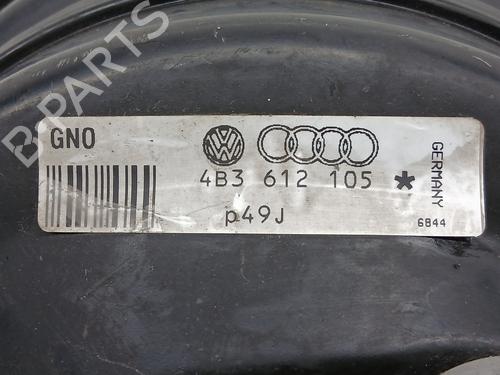 B-PARTS
GNO
4B3 612 105 *
p49J
GERMANY
6844